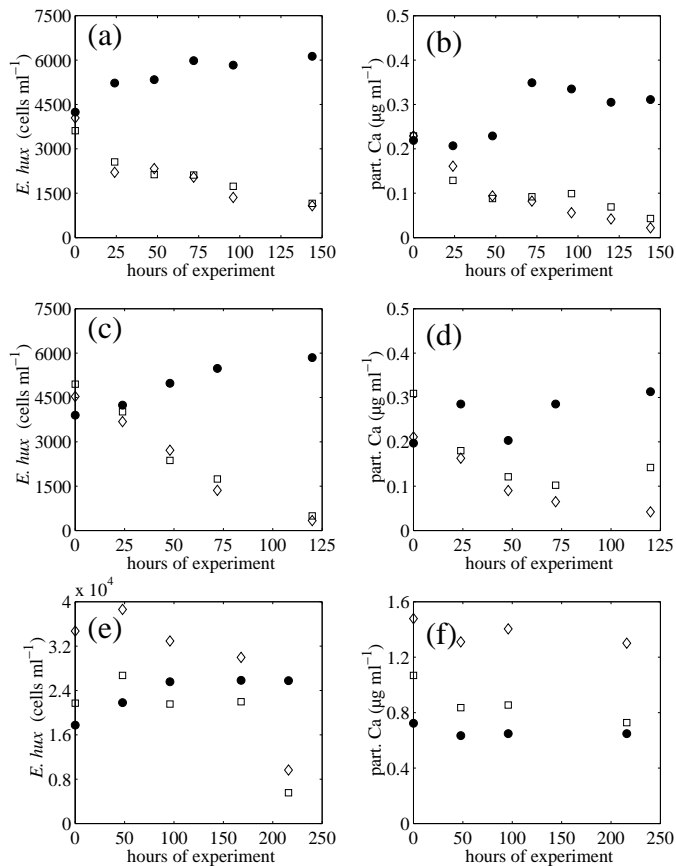 (a)
7500
6000
4500
3000
1500
0
E. hux (cells ml⁻¹)
0 25 50 75 100 125 150
hours of experiment
(b)
0.5
0.4
0.3
0.2
0.1
0
part. Ca (μg ml⁻¹)
0 25 50 75 100 125 150
hours of experiment
(c)
7500
6000
4500
3000
1500
0
E. hux (cells ml⁻¹)
0 25 50 75 100 125
hours of experiment
(d)
0.5
0.4
0.3
0.2
0.1
0
part. Ca (μg ml⁻¹)
0 25 50 75 100 125
hours of experiment
x 10⁴
(e)
4
3.2
2.4
1.6
0.8
0
E. hux (cells ml⁻¹)
0 50 100 150 200 250
hours of experiment
(f)
1.6
1.2
0.8
0.4
0
part. Ca (μg ml⁻¹)
0 50 100 150 200 250
hours of experiment